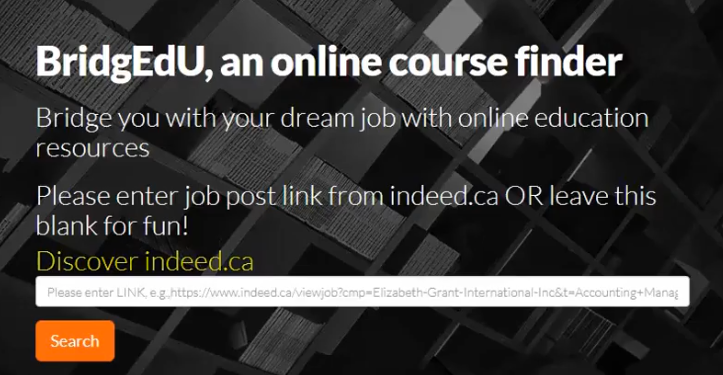 BridgEdU, an online course finder
Bridge you with your dream job with online education
resources
Please enter job post link from indeed.ca OR leave this
blank for fun!
Discover indeed.ca
Please enter LINK, e.g.,https://www.indeed.ca/viewjob?cmp=Elizabeth-Grant-International-Inc&t=Accounting+Manag
Search